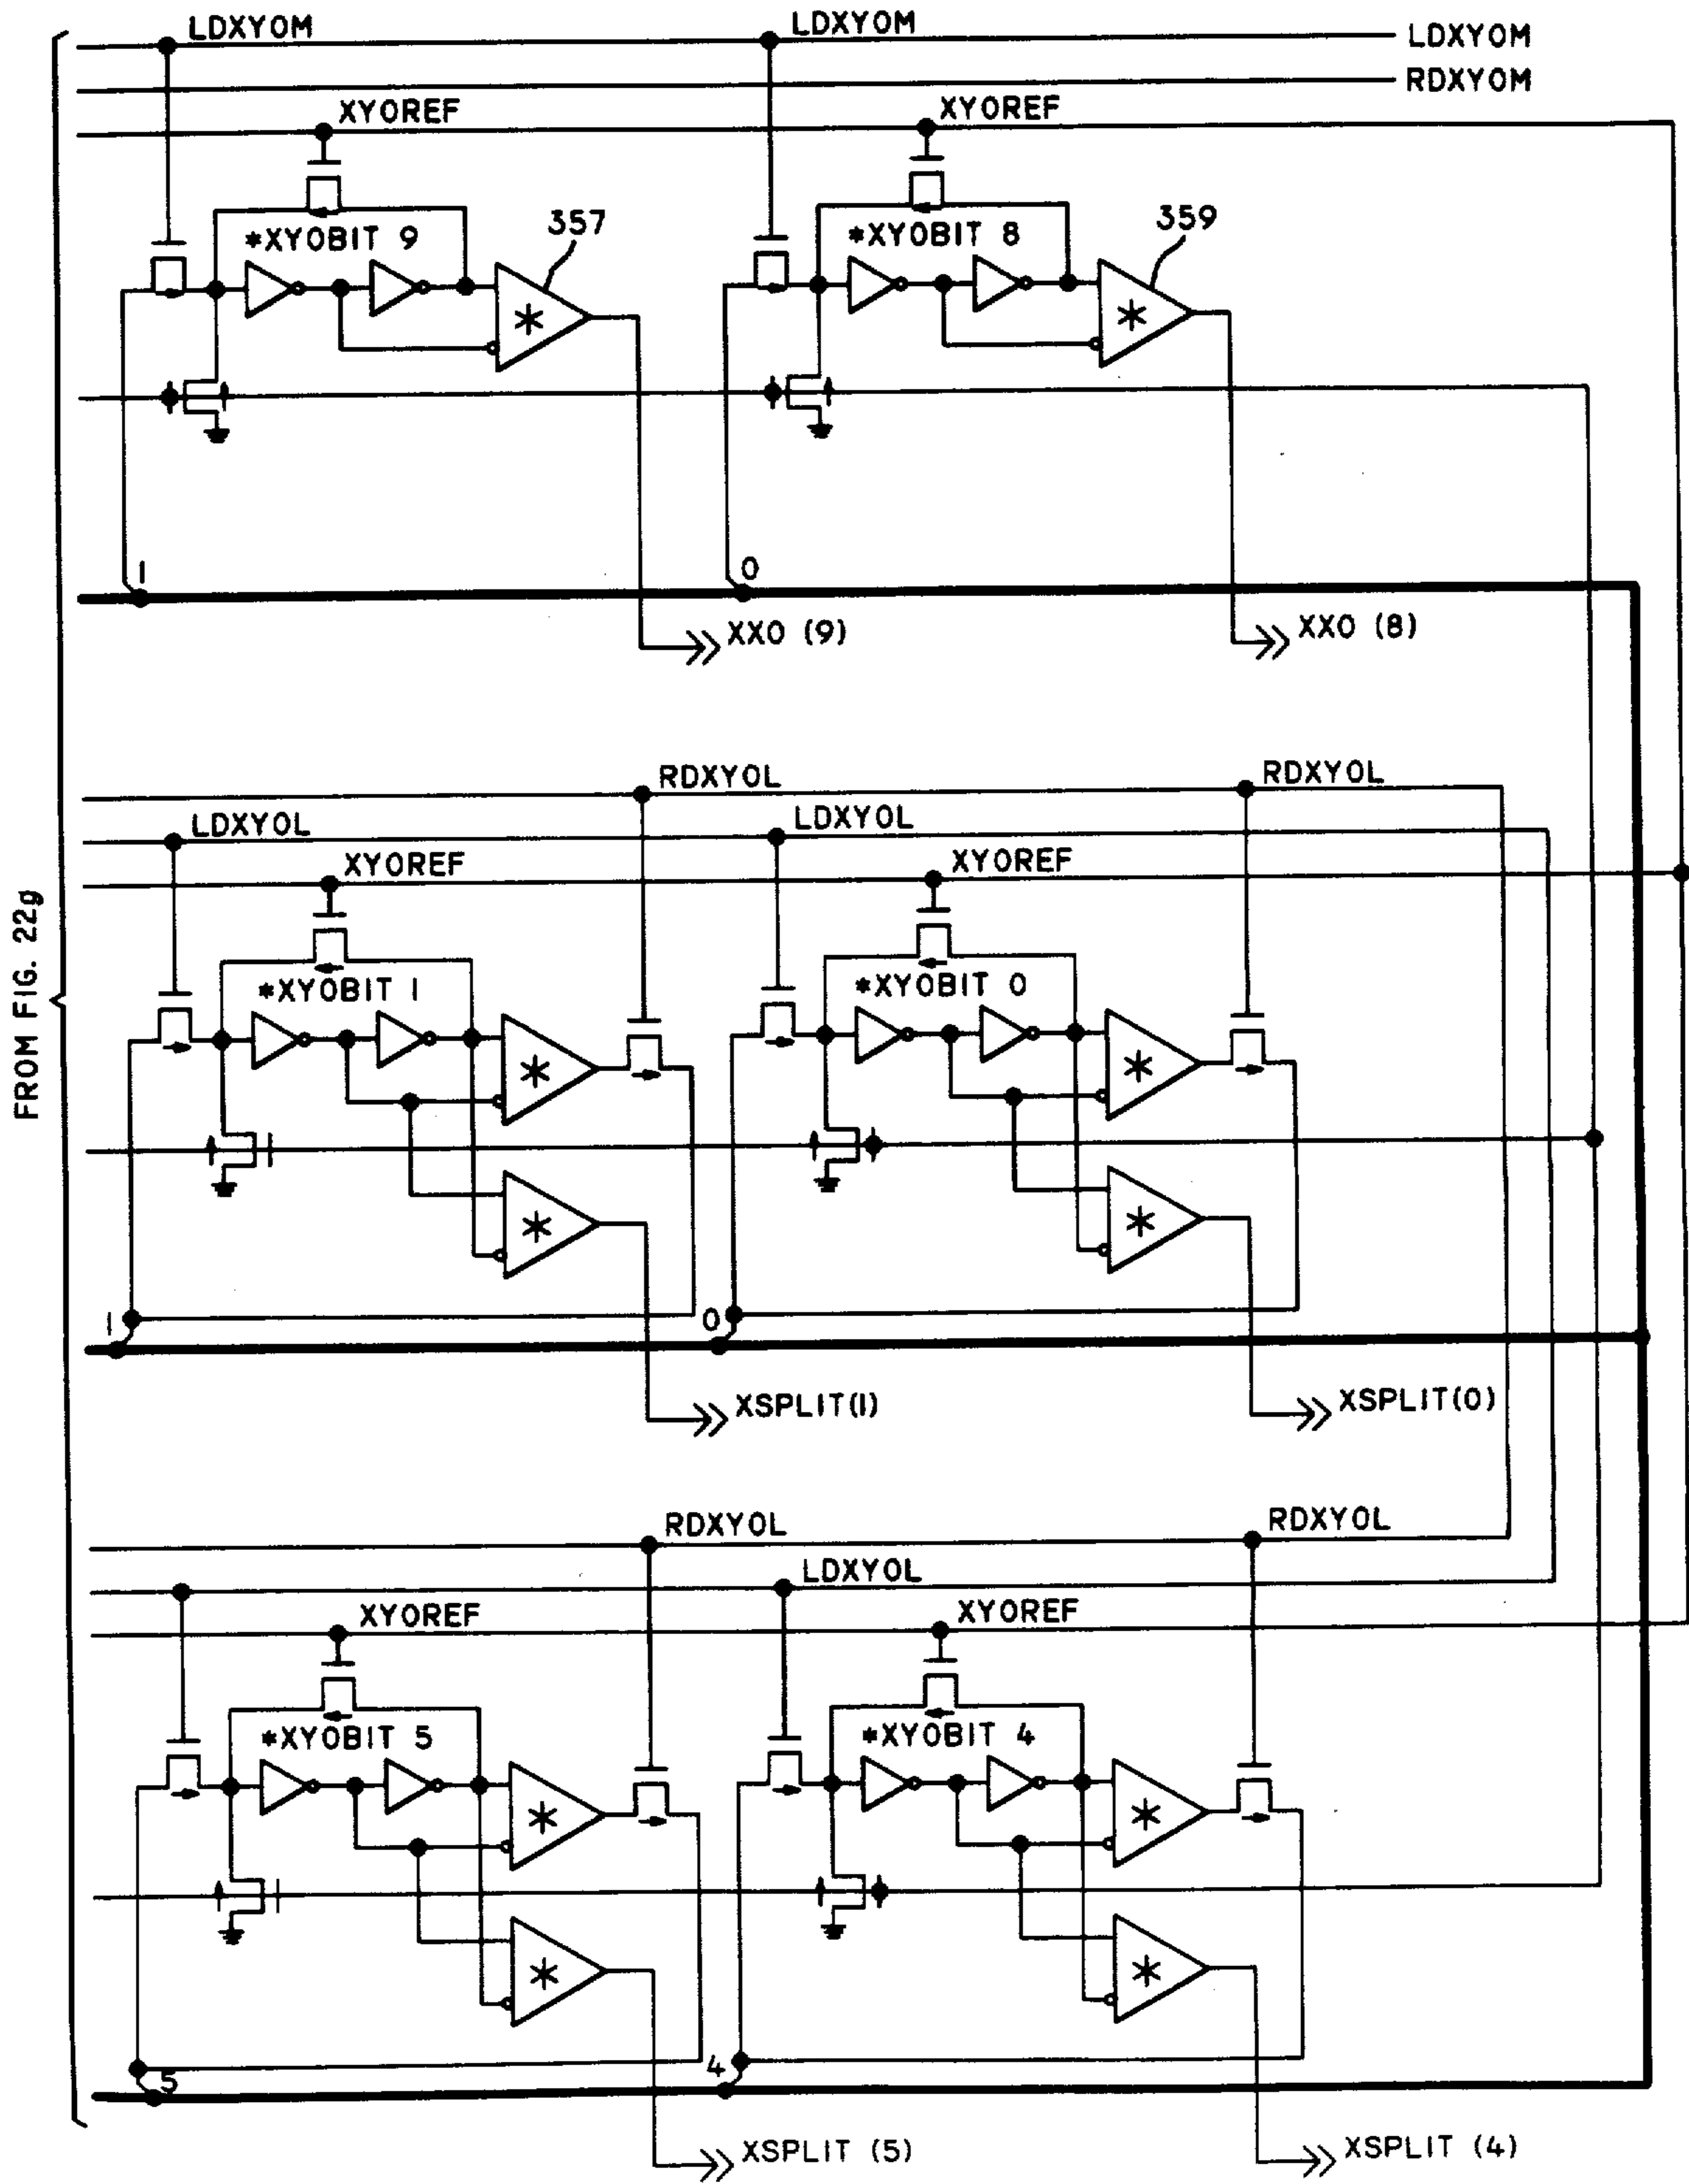 LDXYOM LDXYOM LDXYOM
RDXYOM
XYOREF XYOREF
*XYOBIT 9 357 *XYOBIT 8 359
1 0
XXO (9) XXO (8)
RDXYOL RDXYOL
LDXYOL LDXYOL
XYOREF XYOREF
FROM FIG. 22g
*XYOBIT 1 *XYOBIT 0
1 0
XSPLIT(1) XSPLIT(0)
RDXYOL RDXYOL
LDXYOL
XYOREF XYOREF
*XYOBIT 5 *XYOBIT 4
5 4
XSPLIT (5) XSPLIT (4)